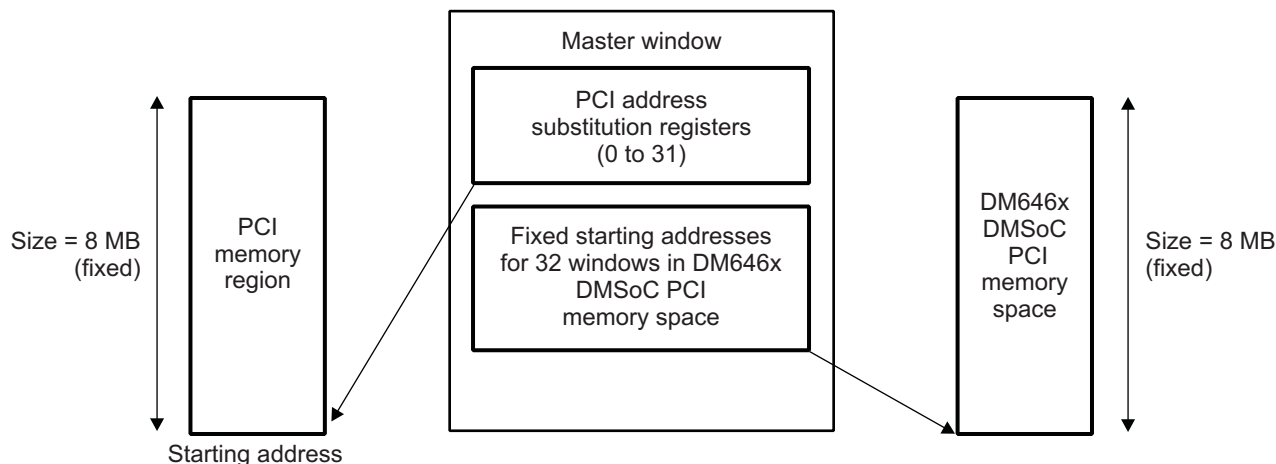 Master window
PCI address
substitution registers
(0 to 31)
Fixed starting addresses
for 32 windows in DM646x
DMSoC PCI
memory space
Size = 8 MB
(fixed)
PCI
memory
region
Starting address
DM646x
DMSoC
PCI
memory
space
Size = 8 MB
(fixed)